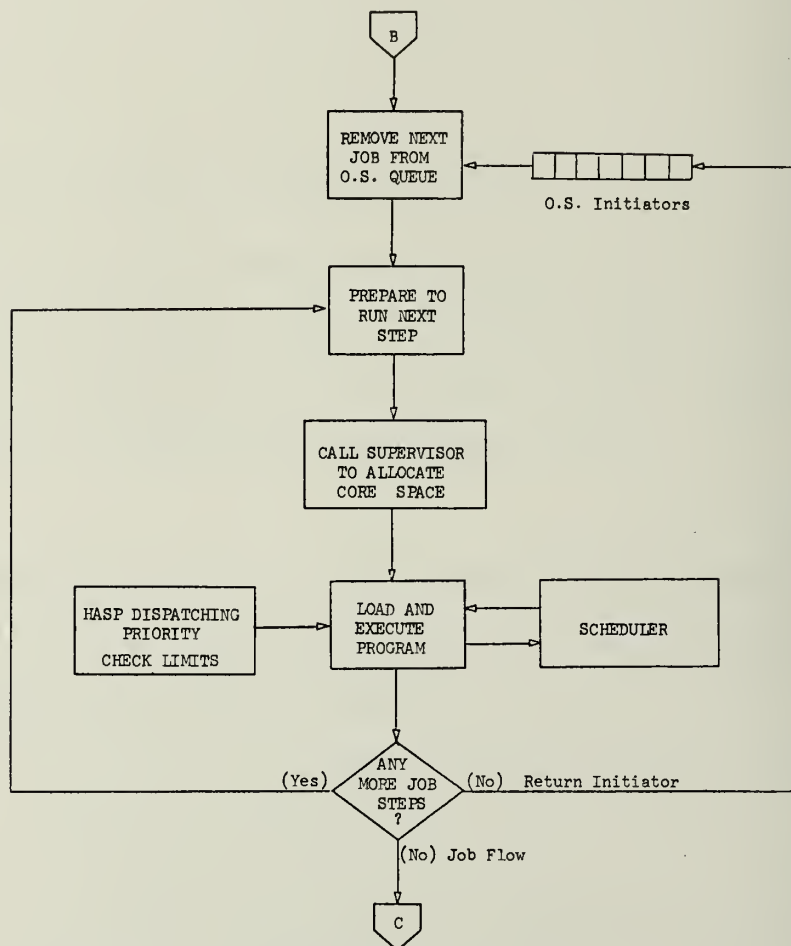 B
REMOVE NEXT
JOB FROM
O.S. QUEUE
O.S. Initiators
PREPARE TO
RUN NEXT
STEP
CALL SUPERVISOR
TO ALLOCATE
CORE SPACE
HASP DISPATCHING
PRIORITY
CHECK LIMITS
LOAD AND
EXECUTE
PROGRAM
SCHEDULER
(Yes)
ANY
MORE JOB
STEPS
?
(No) Return Initiator
(No) Job Flow
C